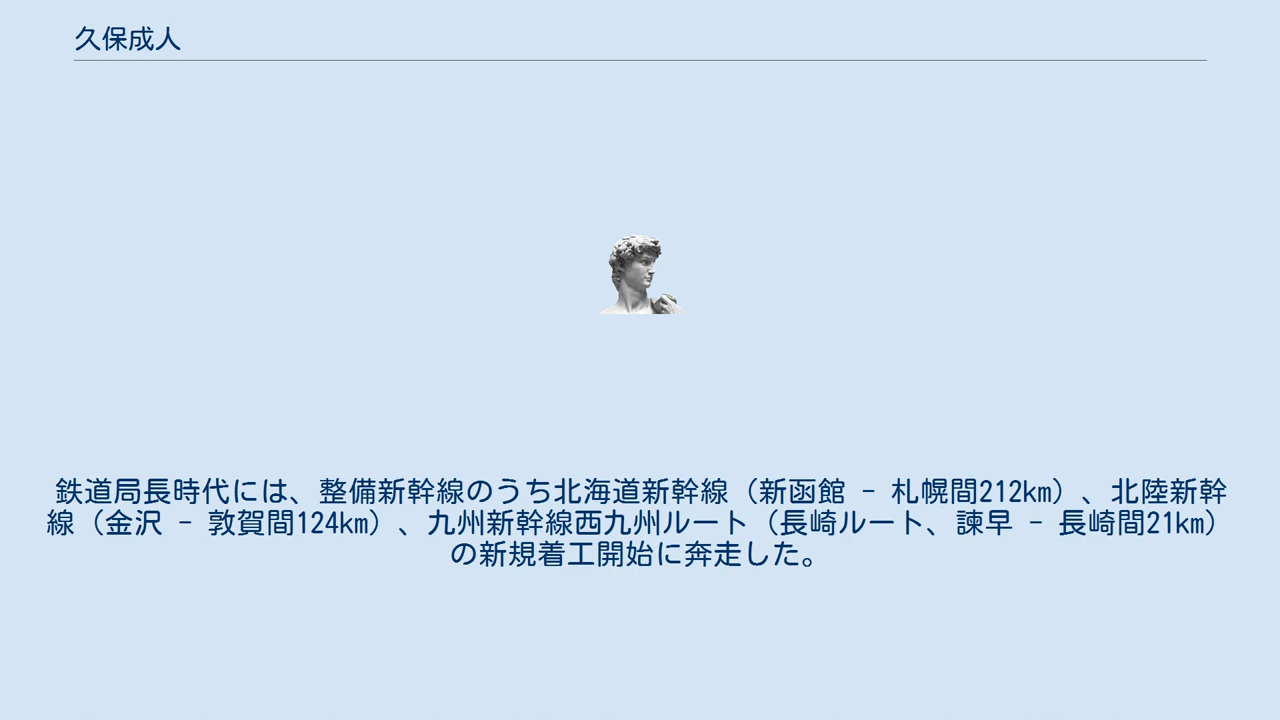 久保成人
鉄道局長時代には、整備新幹線のうち北海道新幹線（新函館 - 札幌間212km）、北陸新幹
線（金沢 - 敦賀間124km）、九州新幹線西九州ルート（長崎ルート、諫早 - 長崎間21km）
の新規着工開始に奔走した。